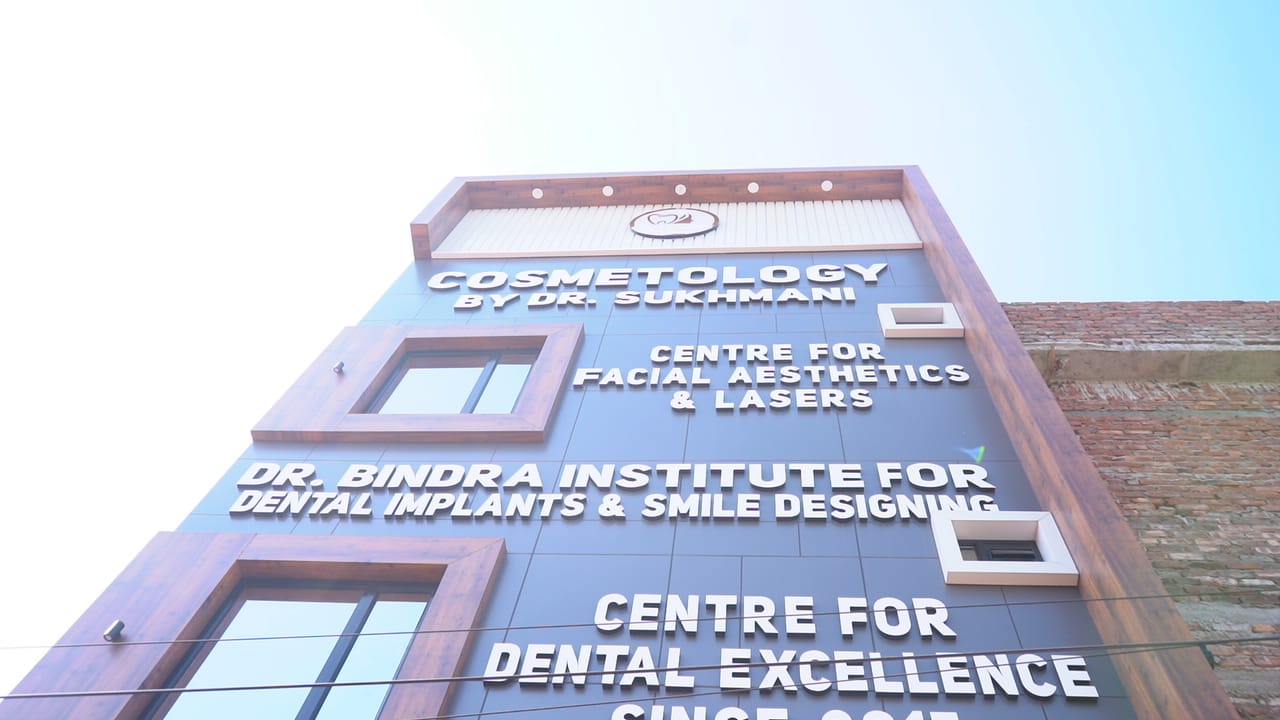 COSMETOLOGY
BY DR. SUKHMANI
CENTRE FOR
FACIAL AESTHETICS
& LASERS
DR. BINDRA INSTITUTE FOR
DENTAL IMPLANTS & SMILE DESIGNING
CENTRE FOR
DENTAL EXCELLENCE
SINCE